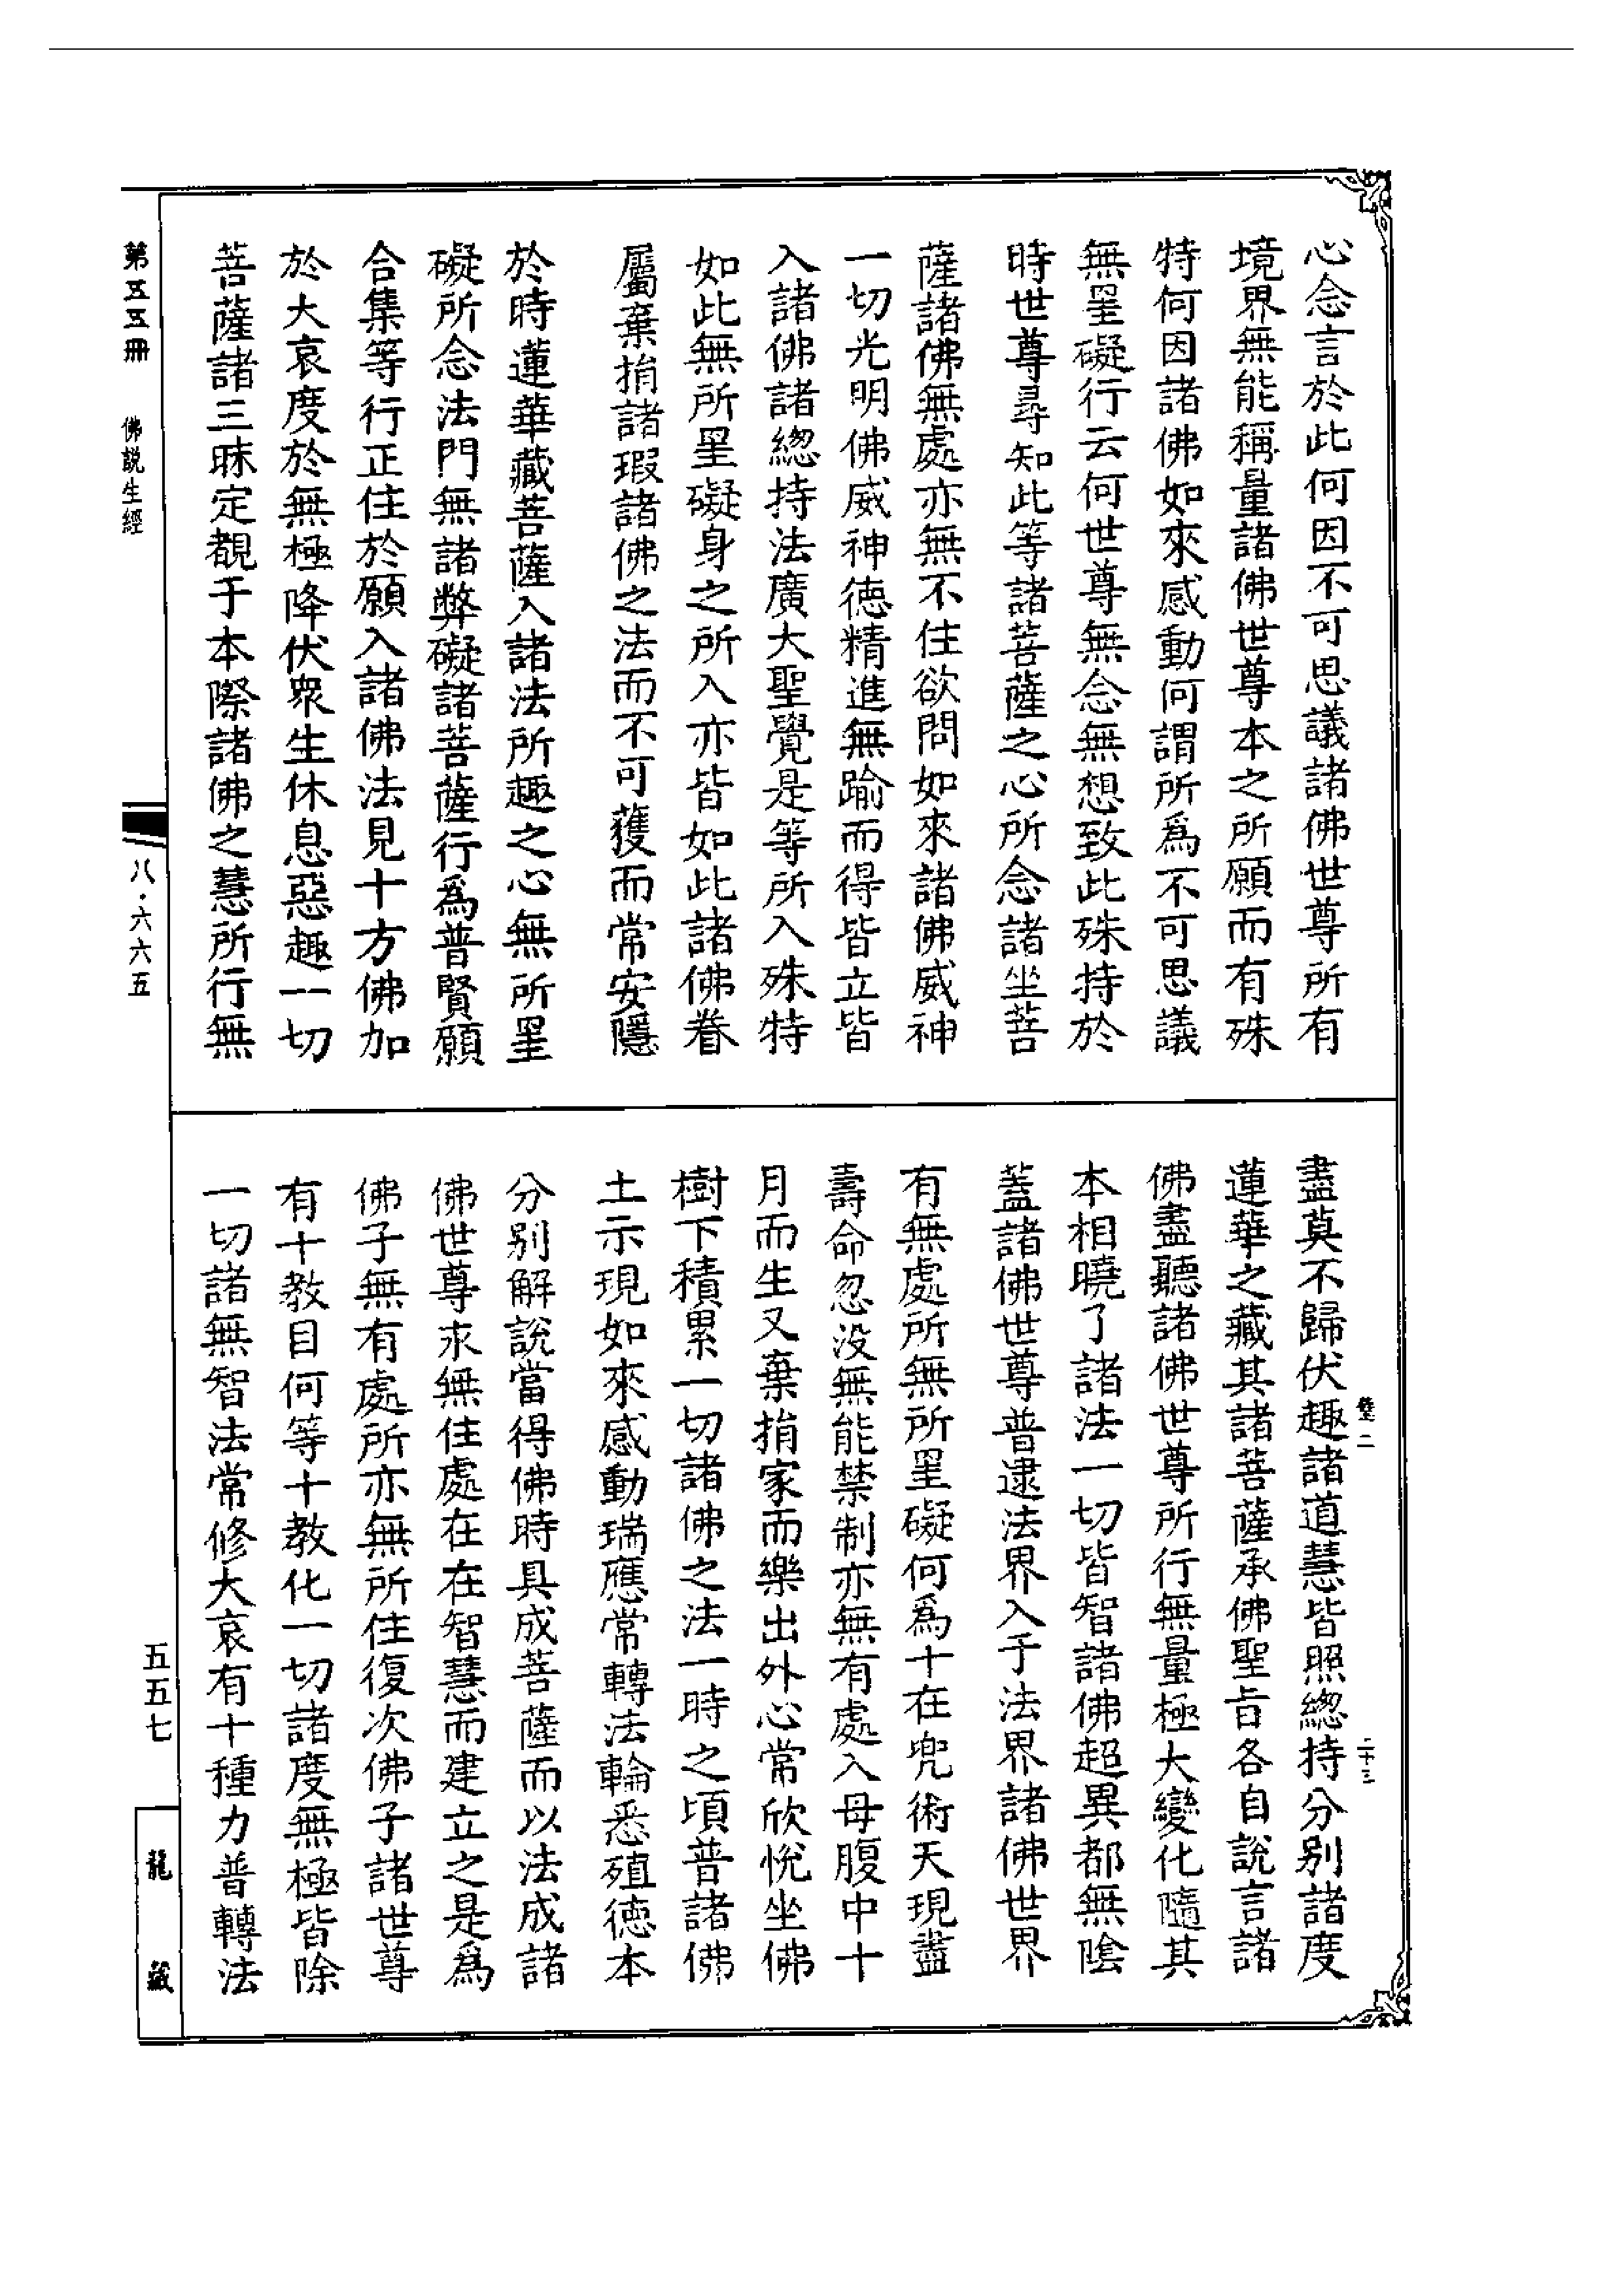 心念言於此何因不可思議諸佛世尊所有
境界無能稱量諸佛世尊本之所願而有殊
特何因諸佛如來感動何謂所為不可思議
無罣礙行云何世尊無念無想致此殊持於
時世尊尋知此等諸菩薩之心所念諸坐菩
薩諸佛無處亦無不住欲問如來諸佛威神
一切光明佛威神德精進無踰而得皆立皆
入諸佛諸緫持法廣大聖覺是等所入殊特
如此無所罣礙身之所入亦皆如此諸佛眷
屬棄捐諸瑕諸佛之法而不可獲而常安隱
於時蓮華藏菩薩入諸法所趣之心無所罣
礙所念法門無諸弊礙諸菩薩行爲普賢願
合集等行正住於願入諸佛法見十方佛加
於大哀度於無極降伏衆生休息惡趣一切
菩薩諸三昧定覩于本際諸佛之慧所行無
盡莫不歸伏趣諸道慧皆照緫持分別諸度
蓮華之藏其諸菩薩承佛聖旨各自說言諸
佛盡聽諸佛世尊所行無量極大變化隨其
本相曉了諸法一切皆智諸佛超異都無陰
蓋諸佛世尊普逮法界入于法界諸佛世界
有無處所無所罣礙何爲十在兜術天現盡
壽命忽没無能禁制亦無有處入母腹中十
月而生又棄捐家而樂出外心常欣悅坐佛
樹下積累一切諸佛之法一時之頃普諸佛
土示現如來感動瑞應常轉法輪悉殖德本
分別解說當得佛時具成菩薩而以法成諸
佛世尊永無住處在在智慧而建立之是爲
佛子無有處所亦無所住復次佛子諸世尊
有十教目何等十教化一切諸度無極皆除
一切諸無智法常修大哀有十種力普轉法
二
二十三
第五五冊
佛説生經
八·六六五
五五七
龍藏